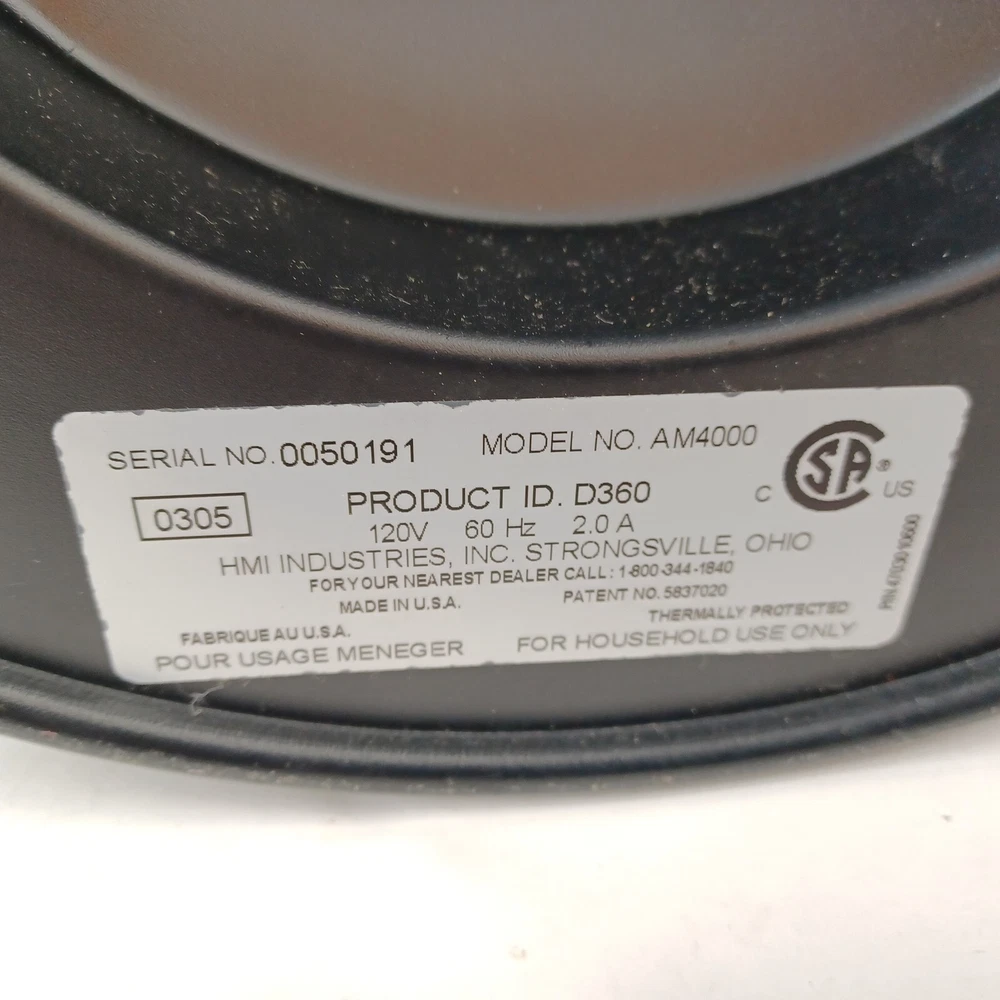 SERIAL NO. 0050191 MODEL NO. AM4000
0305
PRODUCT ID. D360
C SA ® US
120V 60 Hz 2.0 A
HMI INDUSTRIES, INC. STRONGSVILLE, OHIO
FOR YOUR NEAREST DEALER CALL: 1-800-344-1840
MADE IN U.S.A. PATENT NO. 5837020
THERMALLY PROTECTED
FABRIQUE AU U.S.A.
POUR USAGE MENEGER FOR HOUSEHOLD USE ONLY